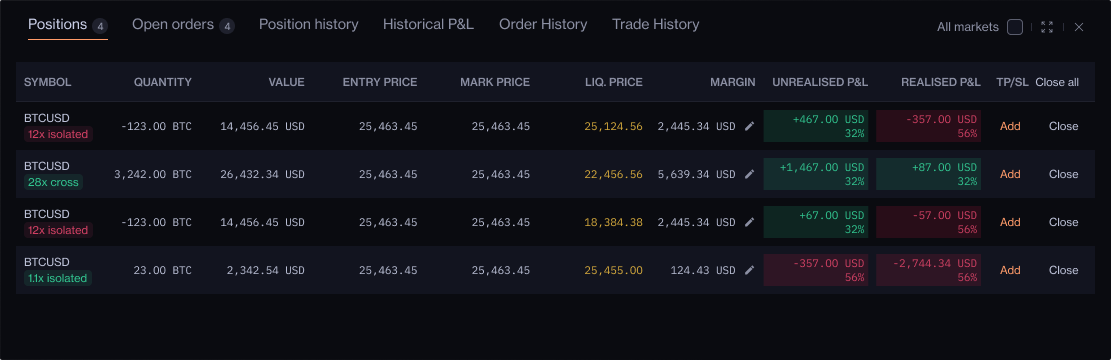 Positions 4 Open orders 4 Position history Historical P&L Order History Trade History All markets
SYMBOL QUANTITY VALUE ENTRY PRICE MARK PRICE LIQ. PRICE MARGIN UNREALISED P&L REALISED P&L TP/SL Close all
BTCUSD
12x isolated -123.00 BTC 14,456.45 USD 25,463.45 25,463.45 25,124.56 2,445.34 USD +467.00 USD 32% -357.00 USD 56% Add Close
BTCUSD
28x cross 3,242.00 BTC 26,432.34 USD 25,463.45 25,463.45 22,456.56 5,639.34 USD +1,467.00 USD 32% +87.00 USD 32% Add Close
BTCUSD
12x isolated -123.00 BTC 14,456.45 USD 25,463.45 25,463.45 18,384.38 2,445.34 USD +67.00 USD 32% -57.00 USD 56% Add Close
BTCUSD
1.1x isolated 23.00 BTC 2,342.54 USD 25,463.45 25,463.45 25,455.00 124.43 USD -357.00 USD 56% -2,744.34 USD 56% Add Close